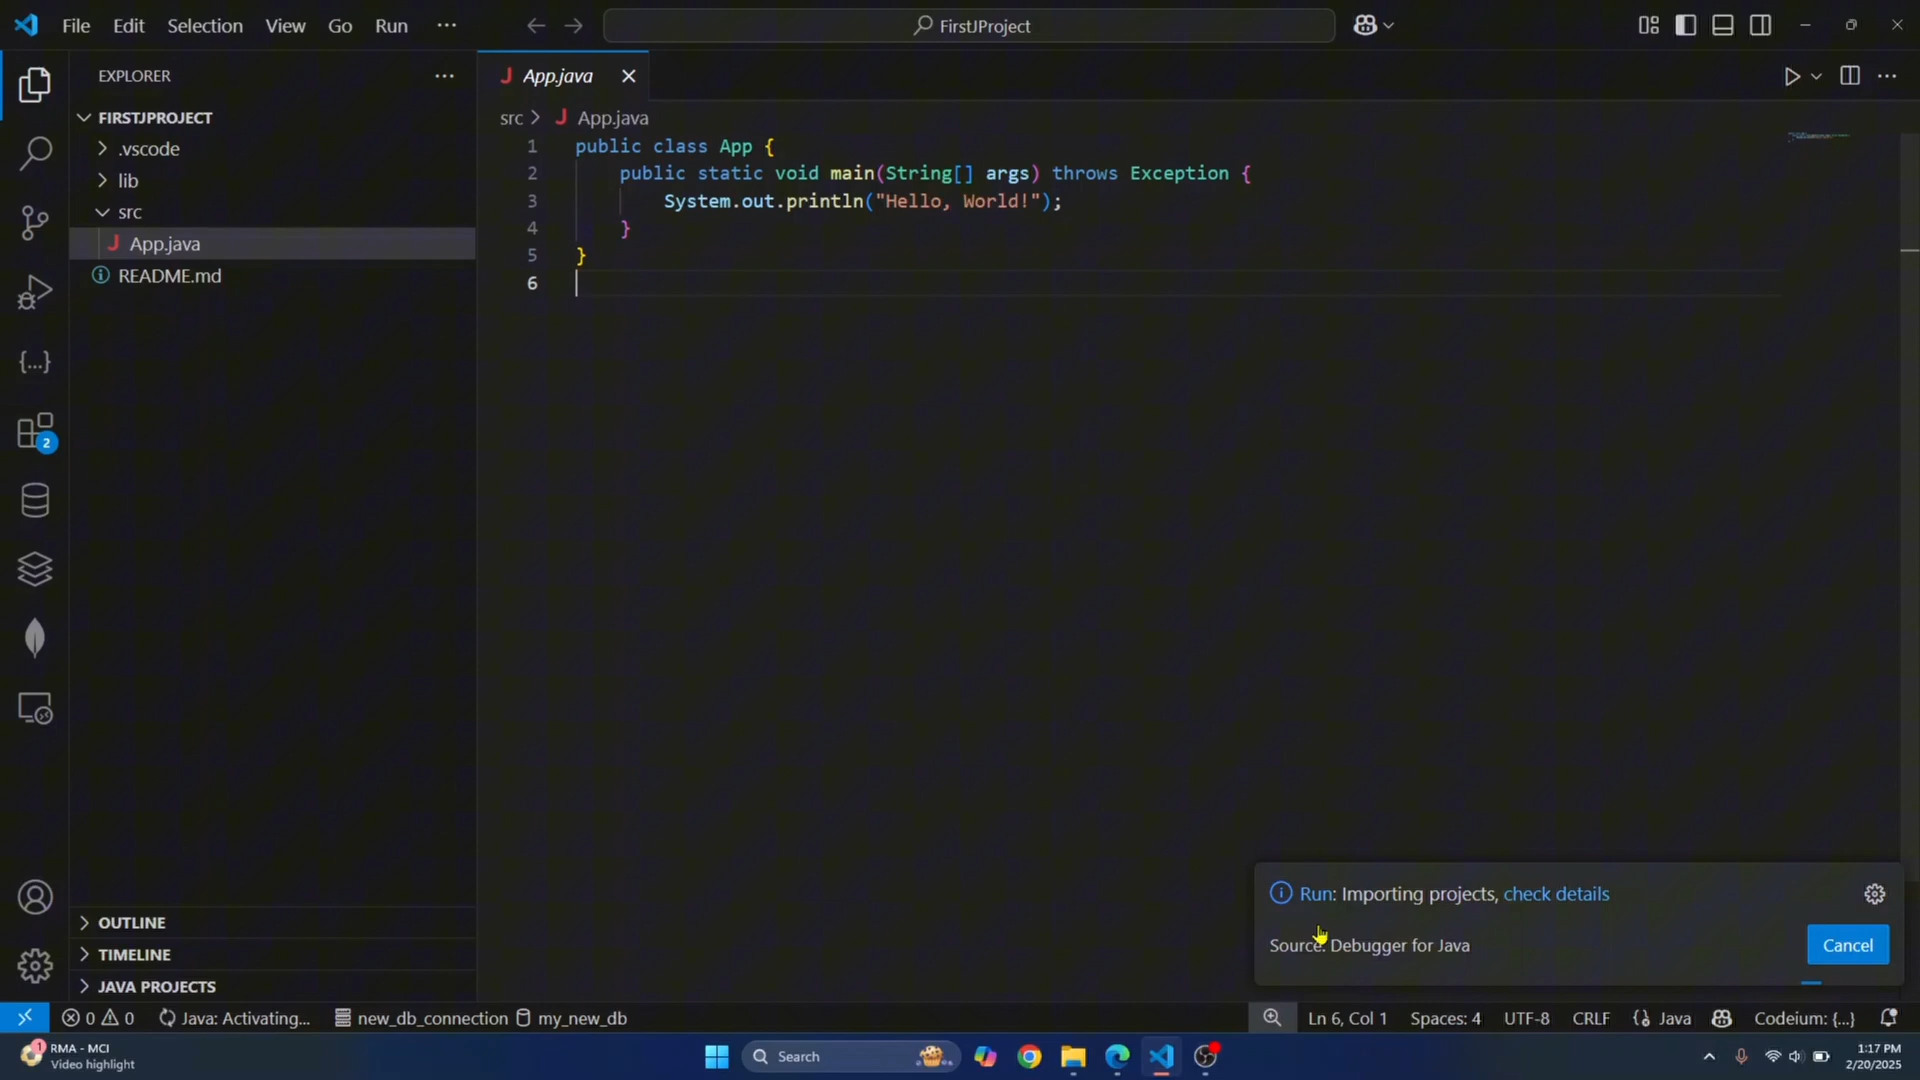 File Edit Selection View Go Run ···
FirstJProject
EXPLORER
FIRSTJPROJECT
.vscode
lib
src
J App.java
README.md
J App.java
src > J App.java
1 public class App {
2 public static void main(String[] args) throws Exception {
3 System.out.println("Hello, World!");
4 }
5 }
6
2
Run: Importing projects, check details
Source: Debugger for Java
Cancel
OUTLINE
TIMELINE
JAVA PROJECTS
0 0 Java: Activating... new_db_connection my_new_db
Ln 6, Col 1 Spaces: 4 UTF-8 CRLF Java Codeium: {...}
1
RMA - MCI
Video highlight
Search
1:17 PM
2/20/2025